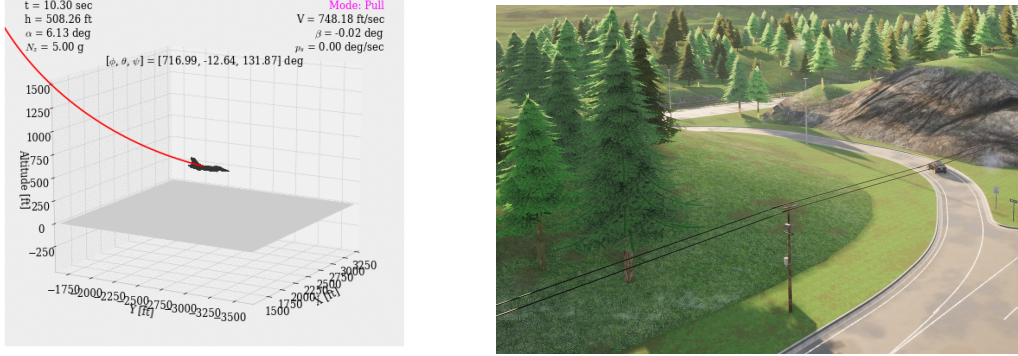 t = 10.30 sec
h = 508.26 ft
α = 6.13 deg
N_z = 5.00 g
Mode: Pull
V = 748.18 ft/sec
β = -0.02 deg
p_s = 0.00 deg/sec
[ϕ, θ, ψ] = [716.99, -12.64, 131.87] deg
1500
1250
1000
750
500
250
0
−250
Altitude [ft]
−1750
−2000
−2250
−2500
−2750
−3000
−3250
−3500
Y [ft]
1500
1750
2000
2250
2500
2750
3000
3250
X [ft]